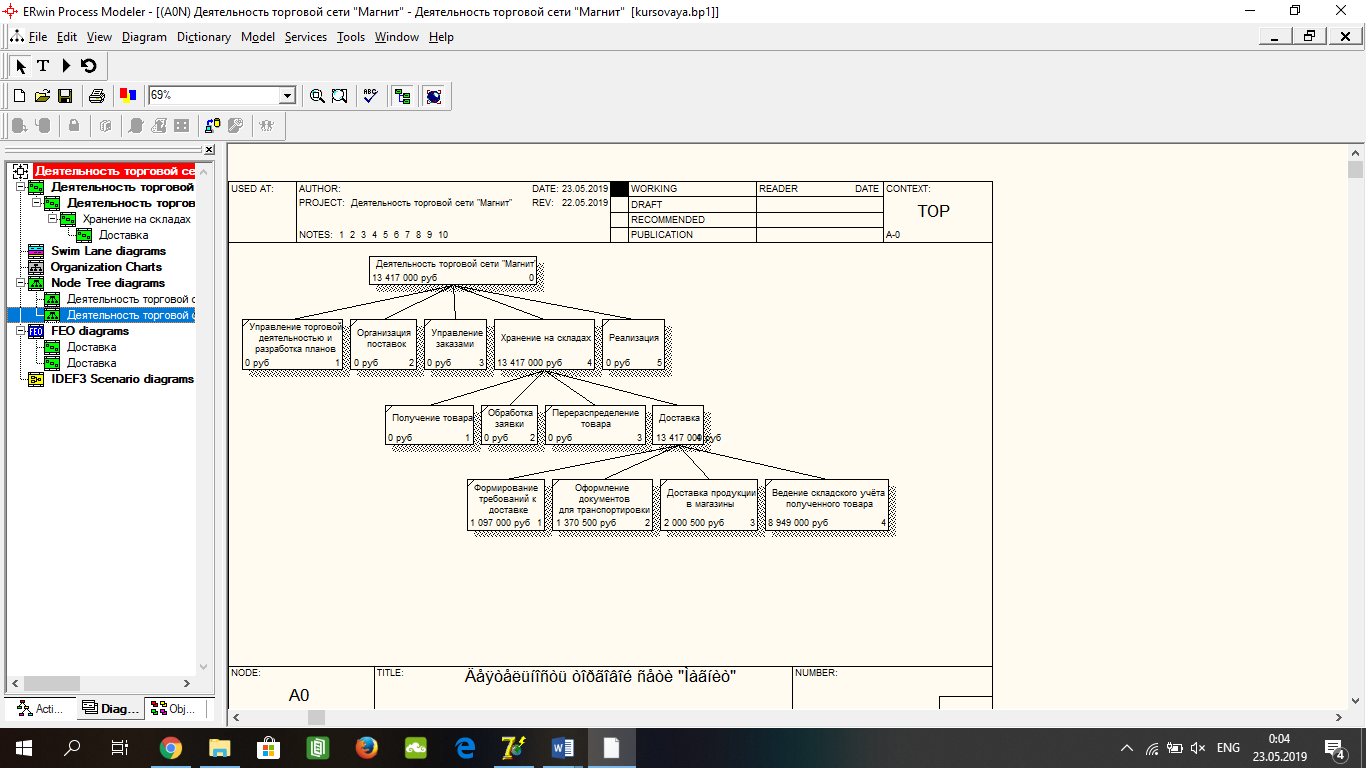 ERwin Process Modeler - [(A0N) Деятельность торговой сети "Магнит" - Деятельность торговой сети "Магнит" [kursovaya.bp1]]
File Edit View Diagram Dictionary Model Services Tools Window Help
T
69%
ABC
Деятельность торговой се
Деятельность торговой
Деятельность торгов
Хранение на складах
Доставка
Swim Lane diagrams
Organization Charts
Node Tree diagrams
Деятельность торговой с
Деятельность торговой се
FEO diagrams
FEO
Доставка
Доставка
IDEF3 Scenario diagrams
Acti...
Diag...
Obj...
USED AT:
AUTHOR:
DATE: 23.05.2019
PROJECT: Деятельность торговой сети "Магнит"
REV: 22.05.2019
NOTES: 1 2 3 4 5 6 7 8 9 10
WORKING
DRAFT
RECOMMENDED
PUBLICATION
READER DATE
CONTEXT:
TOP
A-0
Деятельность торговой сети "Магнит"
13 417 000 руб 0
Управление торговой
деятельностью и
разработка планов
0 руб 1
Организация
поставок
0 руб 2
Управление
заказами
0 руб 3
Хранение на складах
13 417 000 руб 4
Реализация
0 руб 5
Получение товара
0 руб 1
Обработка
заявки
0 руб 2
Перераспределение
товара
0 руб 3
Доставка
13 417 000 руб 4
Формирование
требований к
доставке
1 097 000 руб 1
Оформление
документов
для транспортировки
1 370 500 руб 2
Доставка продукции
в магазины
2 000 500 руб 3
Ведение складского учёта
полученного товара
8 949 000 руб 4
NODE:
A0
TITLE:
Äåÿòåëüíîñòü òîðãîâîé ñåòè "Ìàãíèò"
NUMBER:
ENG
0:04
23.05.2019
4